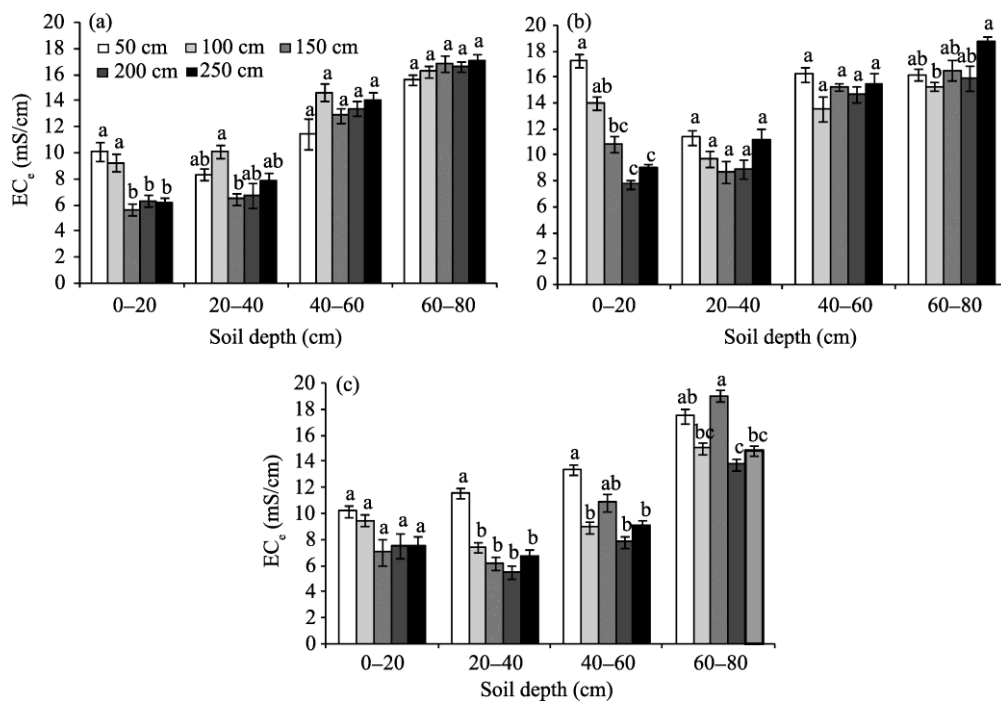 (a)
50 cm 100 cm 150 cm
200 cm 250 cm
20
18
16
14
12
10
8
6
4
2
0
ECe (mS/cm)
a a b b b
ab a b ab ab
a a a a a
a a a a a
0–20 20–40 40–60 60–80
Soil depth (cm)
(b)
20
18
16
14
12
10
8
6
4
2
0
a ab bc c c
a a a a a
a a a a a
ab b ab ab a
0–20 20–40 40–60 60–80
Soil depth (cm)
(c)
20
18
16
14
12
10
8
6
4
2
0
ECe (mS/cm)
a a a a a
a b b b b
a b ab b b
ab bc a c bc
0–20 20–40 40–60 60–80
Soil depth (cm)